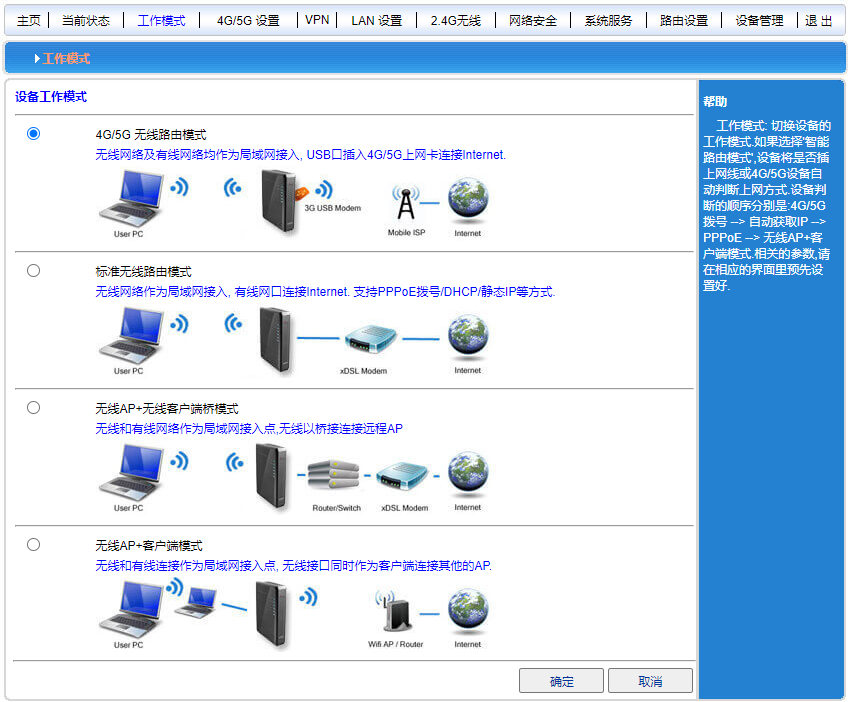 主页 当前状态 工作模式 4G/5G 设置 VPN LAN 设置 2.4G无线 网络安全 系统服务 路由设置 设备管理 退 出
工作模式
设备工作模式
4G/5G 无线路由模式
无线网络及有线网络均作为局域网接入, USB口插入4G/5G上网卡连接Internet.
3G USB Modem
User PC
Mobile ISP
Internet
标准无线路由模式
无线网络作为局域网接入, 有线网口连接Internet. 支持PPPoE拨号/DHCP/静态IP等方式.
User PC
xDSL Modem
Internet
无线AP+无线客户端桥模式
无线和有线网络作为局域网接入点,无线以桥接连接远程AP
User PC
Router/Switch
xDSL Modem
Internet
无线AP+客户端模式
无线和有线连接作为局域网接入点, 无线接口同时作为客户端连接其他的AP.
User PC
Wifi AP / Router
Internet
确定 取消
帮助
工作模式: 切换设备的
工作模式.如果选择'智能
路由模式',设备将是否插
上网线或4G/5G设备自
动判断上网方式.设备判
断的顺序分别是:4G/5G
拨号 --> 自动获取IP -->
PPPoE --> 无线AP+客
户端模式.相关的参数,请
在相应的界面里预先设
置好.